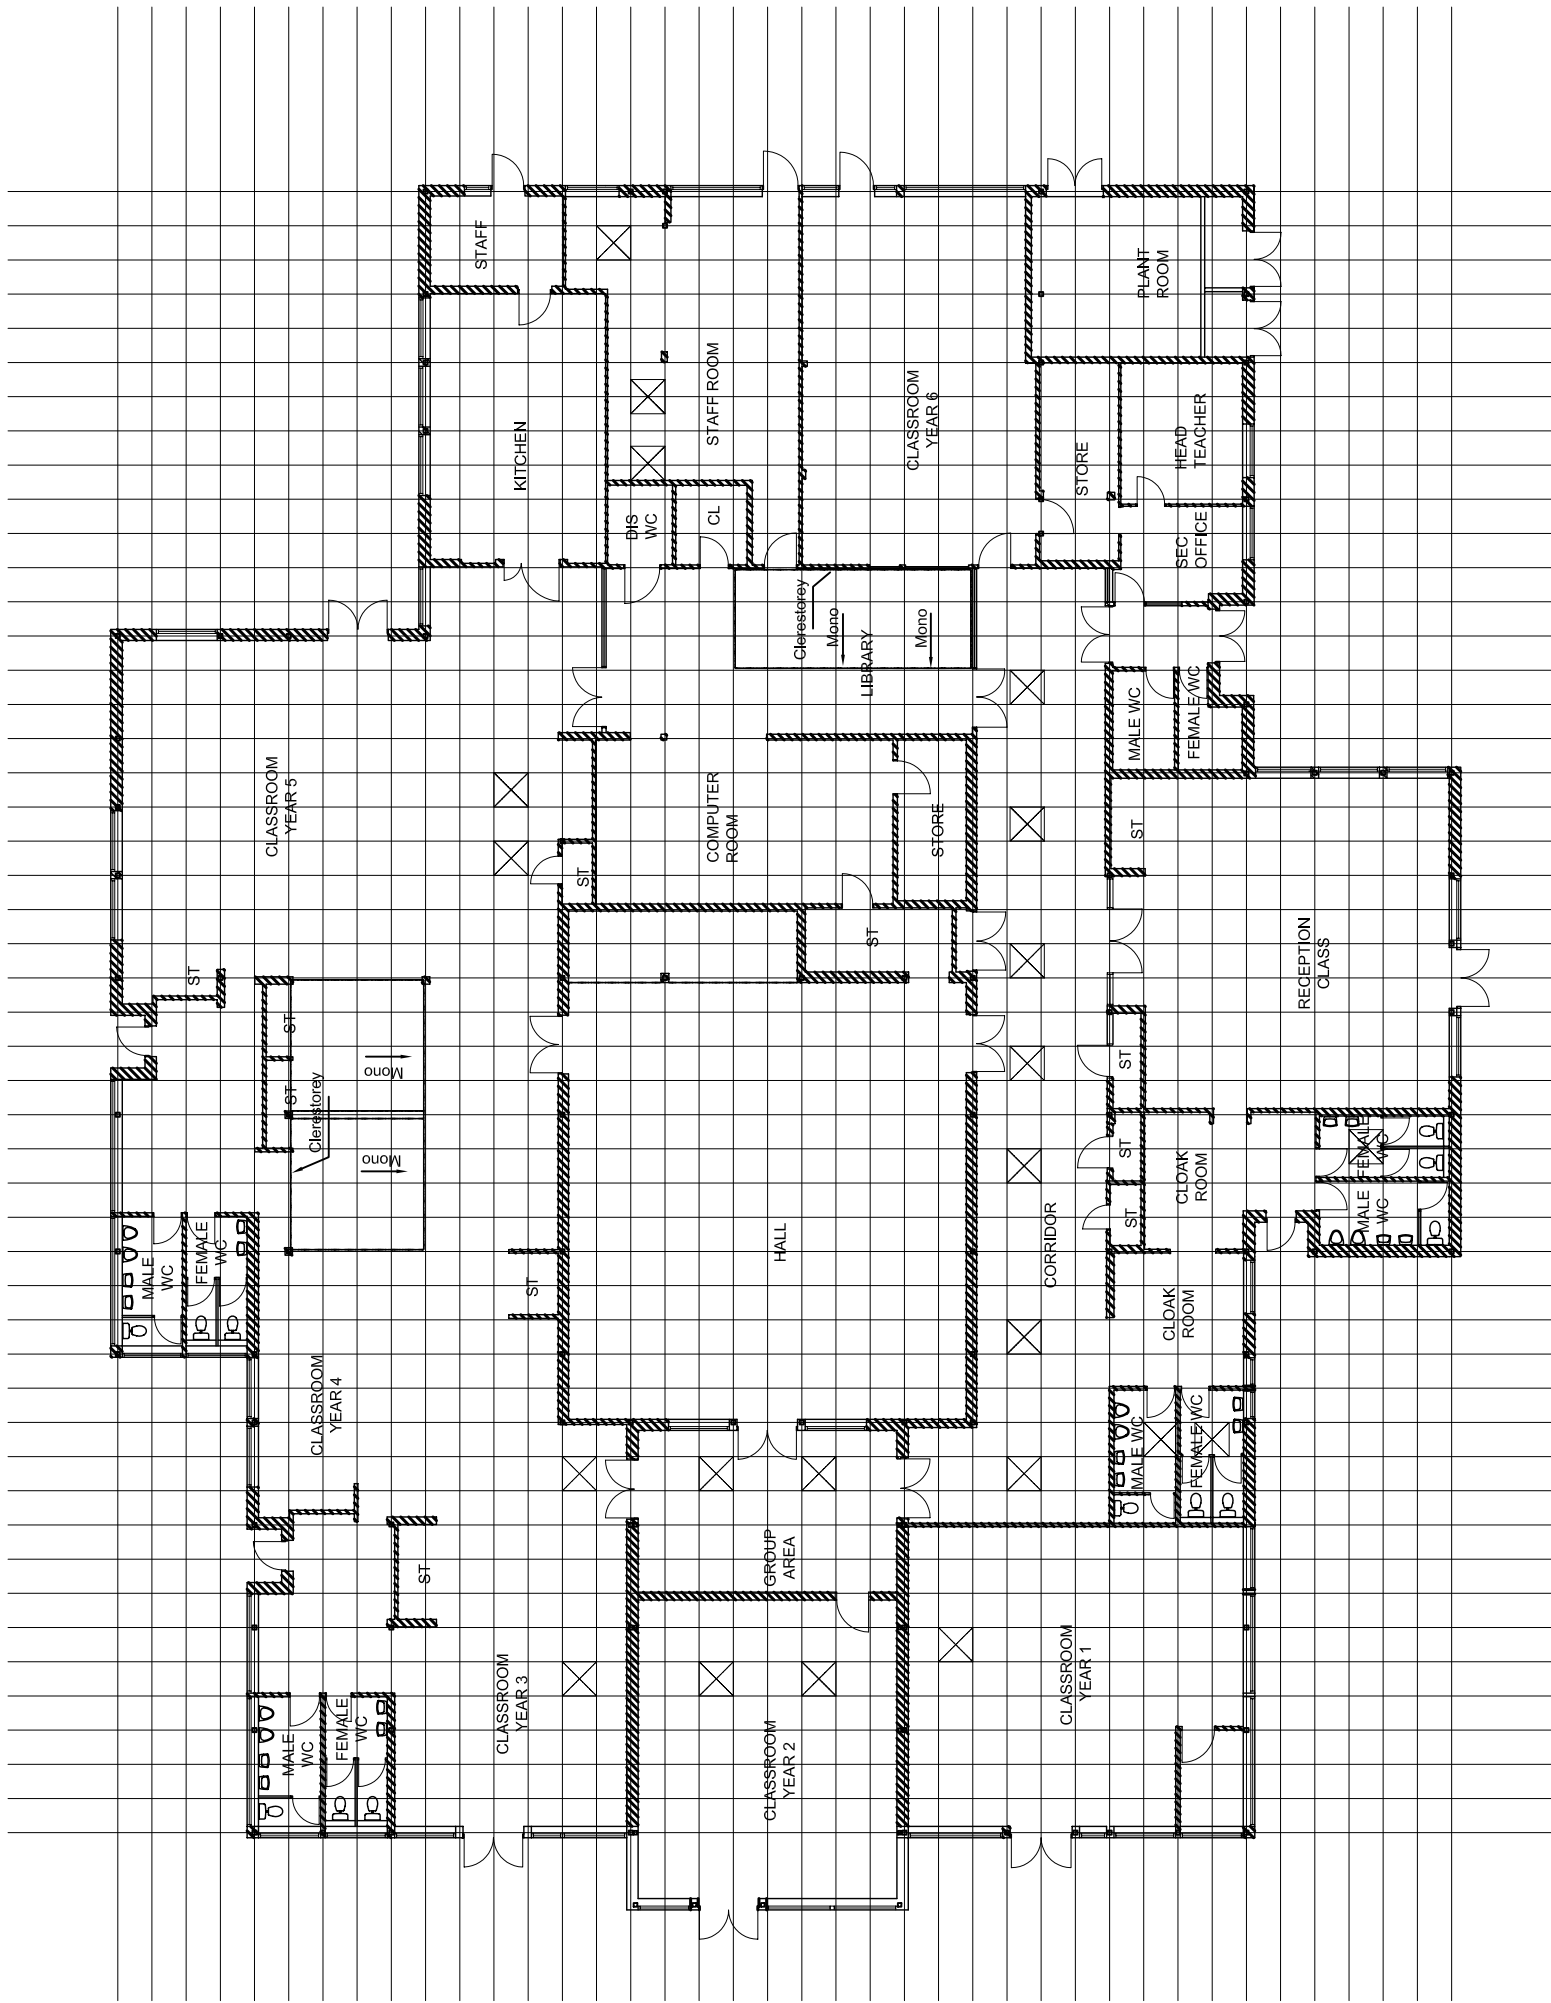 STAFF
KITCHEN
STAFF ROOM
DIS
WC
CL
CLASSROOM
YEAR 6
PLANT
ROOM
STORE
HEAD
TEACHER
SEC
OFFICE
Clerestorey
Mono
Mono
LIBRARY
MALE WC
FEMALE WC
CLASSROOM
YEAR 5
COMPUTER
ROOM
STORE
ST
ST
ST
ST
RECEPTION
CLASS
ST
ST
Clerestorey
Mono
Mono
ST
ST
ST
CLOAK
ROOM
FEMALE
WC
MALE
WC
HALL
CORRIDOR
MALE
WC
FEMALE
WC
ST
CLOAK
ROOM
CLASSROOM
YEAR 4
MALE WC
FEMALE WC
GROUP
AREA
ST
CLASSROOM
YEAR 3
CLASSROOM
YEAR 1
MALE
WC
FEMALE
WC
CLASSROOM
YEAR 2